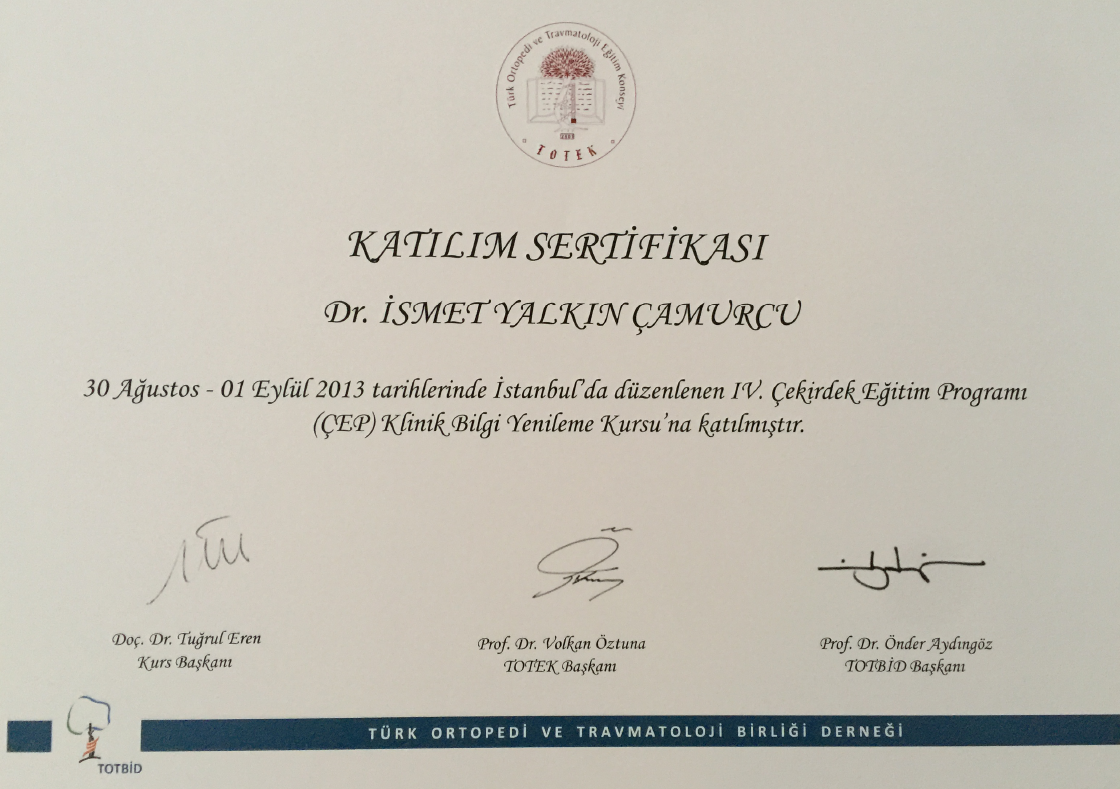 Türk Ortopedi ve Travmatoloji Eğitim Konseyi
TOTEK
KATILIM SERTİFİKASI
Dr. İSMET YALKIN ÇAMURCU
30 Ağustos - 01 Eylül 2013 tarihlerinde İstanbul'da düzenlenen IV. Çekirdek Eğitim Programı
(ÇEP) Klinik Bilgi Yenileme Kursu'na katılmıştır.
Doç. Dr. Tuğrul Eren
Kurs Başkanı
Prof. Dr. Volkan Öztuna
TOTEK Başkanı
Prof. Dr. Önder Aydıngöz
TOTBİD Başkanı
TÜRK ORTOPEDİ VE TRAVMATOLOJİ BİRLİĞİ DERNEĞİ
TOTBİD